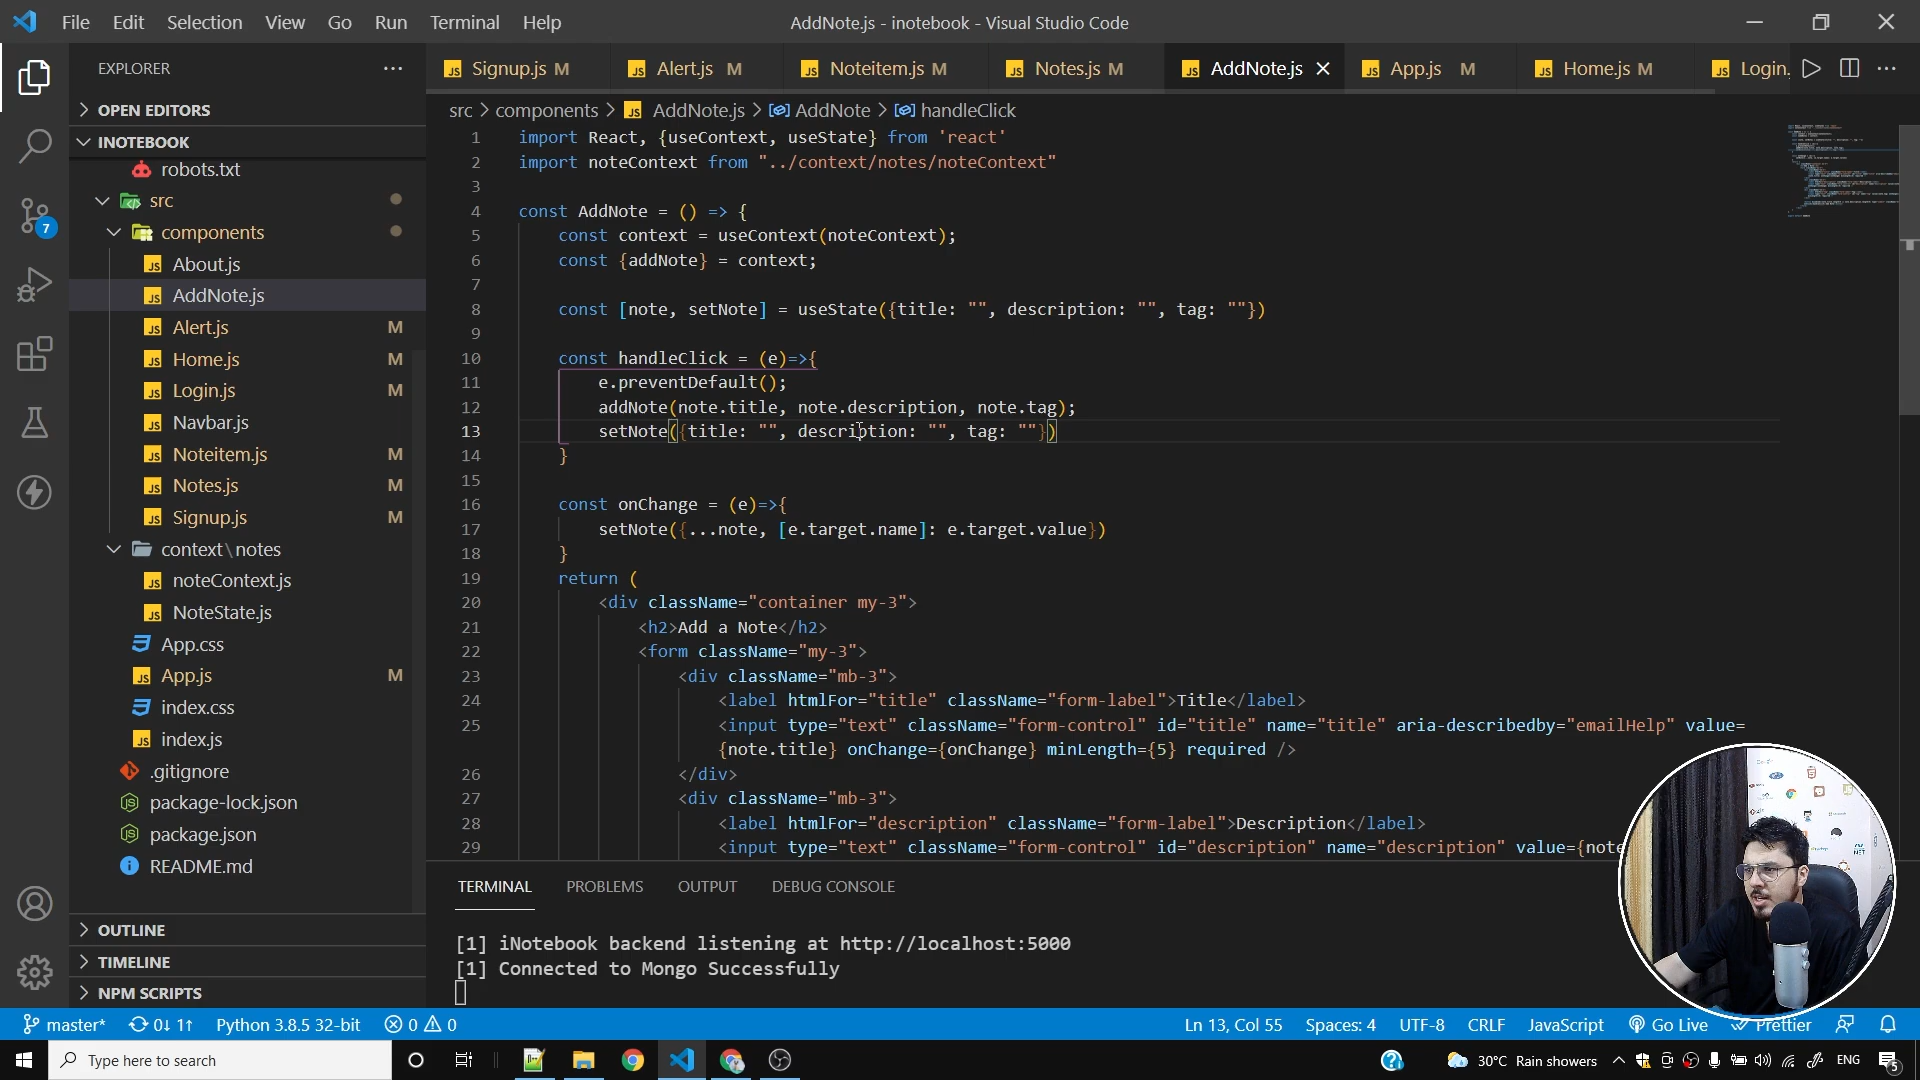 File Edit Selection View Go Run Terminal Help
AddNote.js - inotebook - Visual Studio Code
EXPLORER
OPEN EDITORS
INOTEBOOK
robots.txt
src
components
About.js
AddNote.js
Alert.js M
Home.js M
Login.js M
Navbar.js
Noteitem.js M
Notes.js M
Signup.js M
context\notes
noteContext.js
NoteState.js
App.css
App.js M
index.css
index.js
.gitignore
package-lock.json
package.json
README.md
OUTLINE
TIMELINE
NPM SCRIPTS
7
JS Signup.js M JS Alert.js M JS Noteitem.js M JS Notes.js M JS AddNote.js JS App.js M JS Home.js M JS Login.
src > components > JS AddNote.js > AddNote > handleClick
1 import React, {useContext, useState} from 'react'
2 import noteContext from "../context/notes/noteContext"
3
4 const AddNote = () => {
5 const context = useContext(noteContext);
6 const {addNote} = context;
7
8 const [note, setNote] = useState({title: "", description: "", tag: ""})
9
10 const handleClick = (e)=>{
11 e.preventDefault();
12 addNote(note.title, note.description, note.tag);
13 setNote({title: "", description: "", tag: ""})
14 }
15
16 const onChange = (e)=>{
17 setNote({...note, [e.target.name]: e.target.value})
18 }
19 return (
20 <div className="container my-3">
21 <h2>Add a Note</h2>
22 <form className="my-3">
23 <div className="mb-3">
24 <label htmlFor="title" className="form-label">Title</label>
25 <input type="text" className="form-control" id="title" name="title" aria-describedby="emailHelp" value=
{note.title} onChange={onChange} minLength={5} required />
26 </div>
27 <div className="mb-3">
28 <label htmlFor="description" className="form-label">Description</label>
29 <input type="text" className="form-control" id="description" name="description" value={note
TERMINAL PROBLEMS OUTPUT DEBUG CONSOLE
[1] iNotebook backend listening at http://localhost:5000
[1] Connected to Mongo Successfully
master* 0↓ 1↑ Python 3.8.5 32-bit 0 0 Ln 13, Col 55 Spaces: 4 UTF-8 CRLF JavaScript Go Live Prettier
Type here to search 30°C Rain showers ENG 5